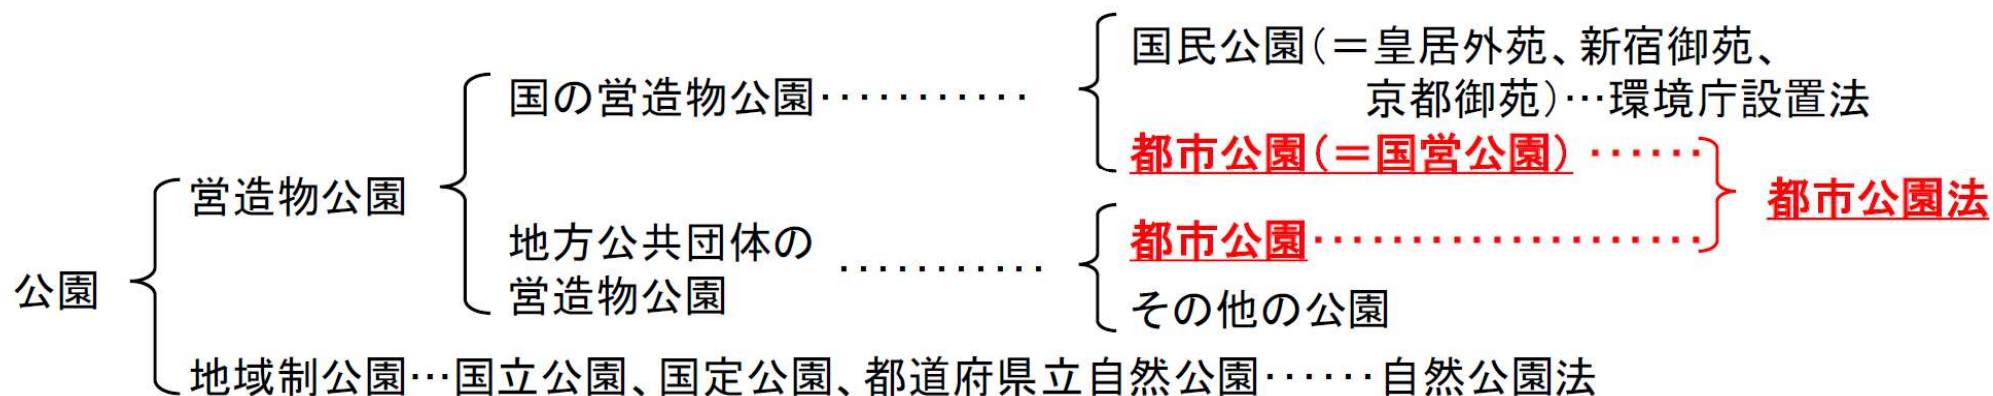 国民公園(＝皇居外苑、新宿御苑、
京都御苑)…環境庁設置法
国の営造物公園···········
都市公園(＝国営公園)······
営造物公園
都市公園法
地方公共団体の
営造物公園
···········
都市公園····················
その他の公園
公園
地域制公園…国立公園、国定公園、都道府県立自然公園······自然公園法